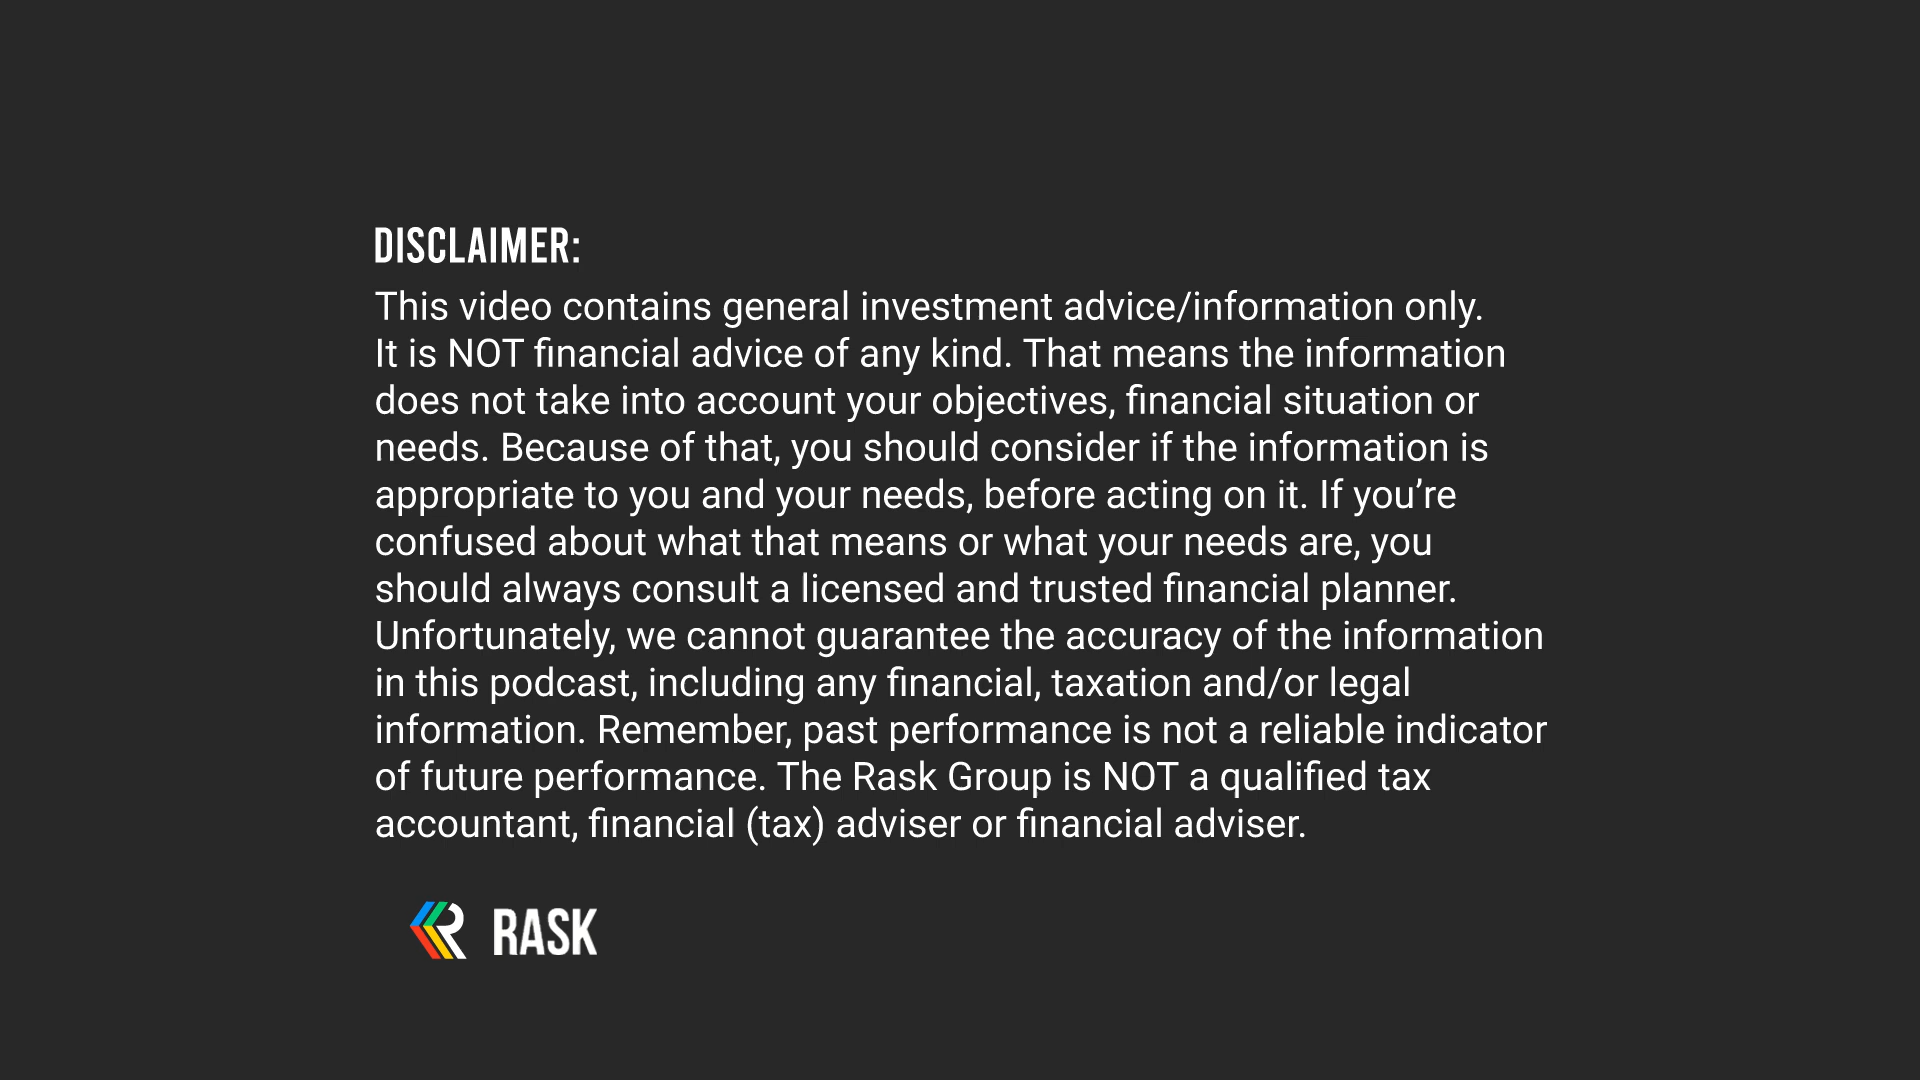 DISCLAIMER:
This video contains general investment advice/information only.
It is NOT financial advice of any kind. That means the information
does not take into account your objectives, financial situation or
needs. Because of that, you should consider if the information is
appropriate to you and your needs, before acting on it. If you’re
confused about what that means or what your needs are, you
should always consult a licensed and trusted financial planner.
Unfortunately, we cannot guarantee the accuracy of the information
in this podcast, including any financial, taxation and/or legal
information. Remember, past performance is not a reliable indicator
of future performance. The Rask Group is NOT a qualified tax
accountant, financial (tax) adviser or financial adviser.
RASK